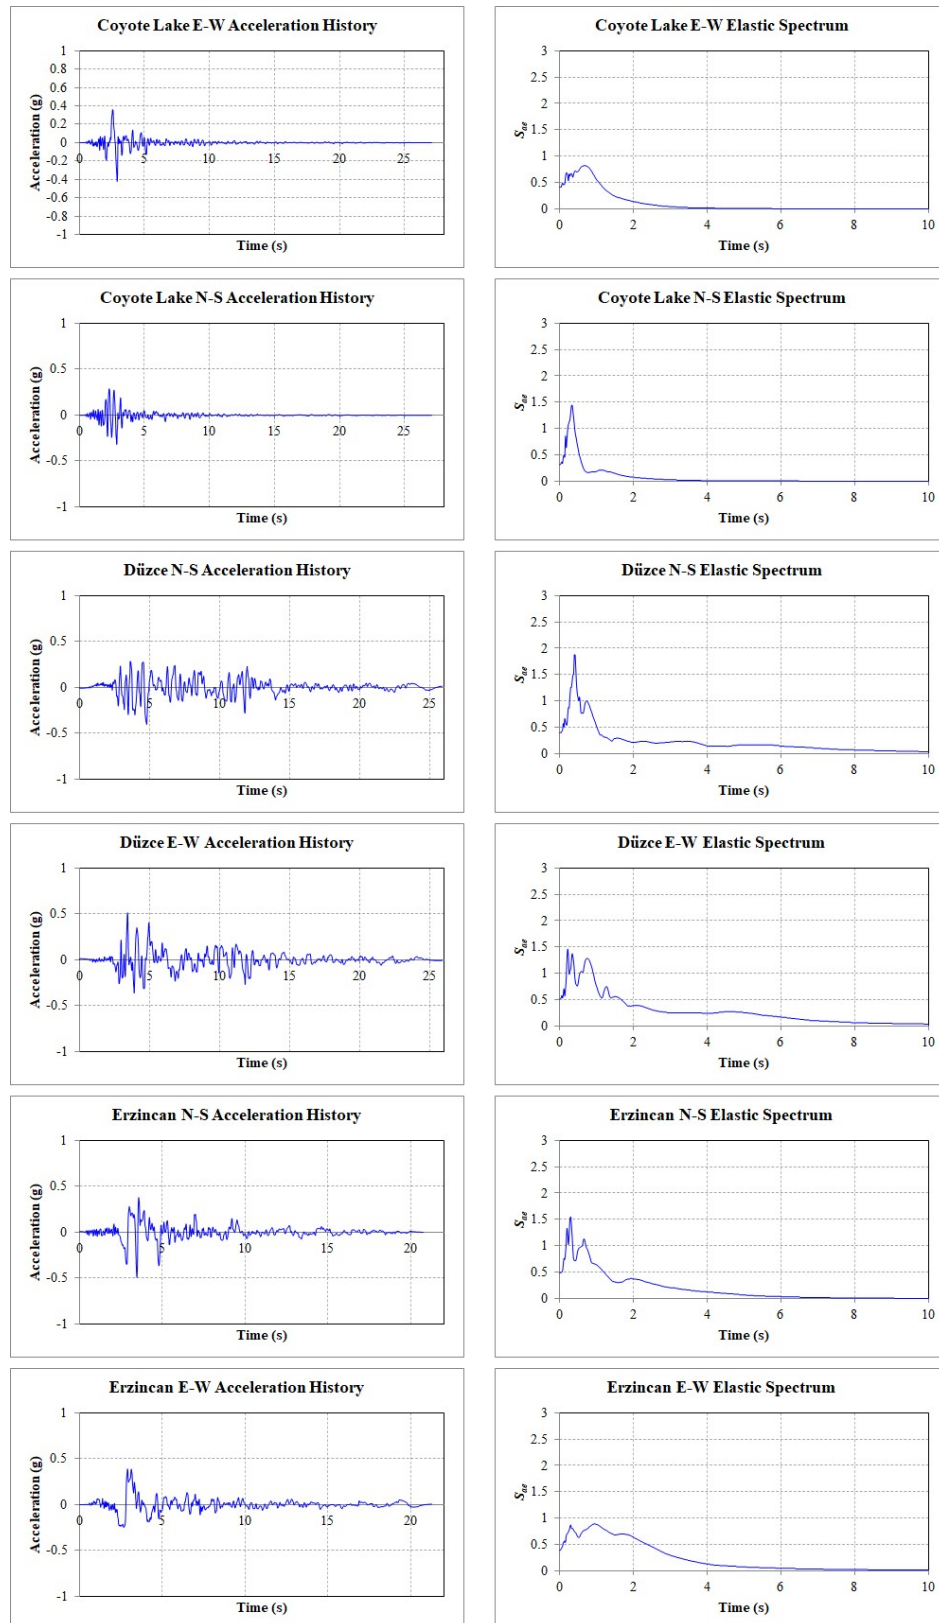 Coyote Lake E-W Acceleration History
1
0.8
0.6
0.4
0.2
0
-0.2
-0.4
-0.6
-0.8
-1
0 5 10 15 20 25
Acceleration (g)
Time (s)
Coyote Lake E-W Elastic Spectrum
3
2.5
2
1.5
1
0.5
0
0 2 4 6 8 10
Sae
Time (s)
Coyote Lake N-S Acceleration History
1
0.5
0
-0.5
-1
0 5 10 15 20 25
Acceleration (g)
Time (s)
Coyote Lake N-S Elastic Spectrum
3
2.5
2
1.5
1
0.5
0
0 2 4 6 8 10
Sae
Time (s)
Düzce N-S Acceleration History
1
0.5
0
-0.5
-1
0 5 10 15 20 25
Acceleration (g)
Time (s)
Düzce N-S Elastic Spectrum
3
2.5
2
1.5
1
0.5
0
0 2 4 6 8 10
Sae
Time (s)
Düzce E-W Acceleration History
1
0.5
0
-0.5
-1
0 5 10 15 20 25
Acceleration (g)
Time (s)
Düzce E-W Elastic Spectrum
3
2.5
2
1.5
1
0.5
0
0 2 4 6 8 10
Sae
Time (s)
Erzincan N-S Acceleration History
1
0.5
0
-0.5
-1
0 5 10 15 20
Acceleration (g)
Time (s)
Erzincan N-S Elastic Spectrum
3
2.5
2
1.5
1
0.5
0
0 2 4 6 8 10
Sae
Time (s)
Erzincan E-W Acceleration History
1
0.5
0
-0.5
-1
0 5 10 15 20
Acceleration (g)
Time (s)
Erzincan E-W Elastic Spectrum
3
2.5
2
1.5
1
0.5
0
0 2 4 6 8 10
Sae
Time (s)